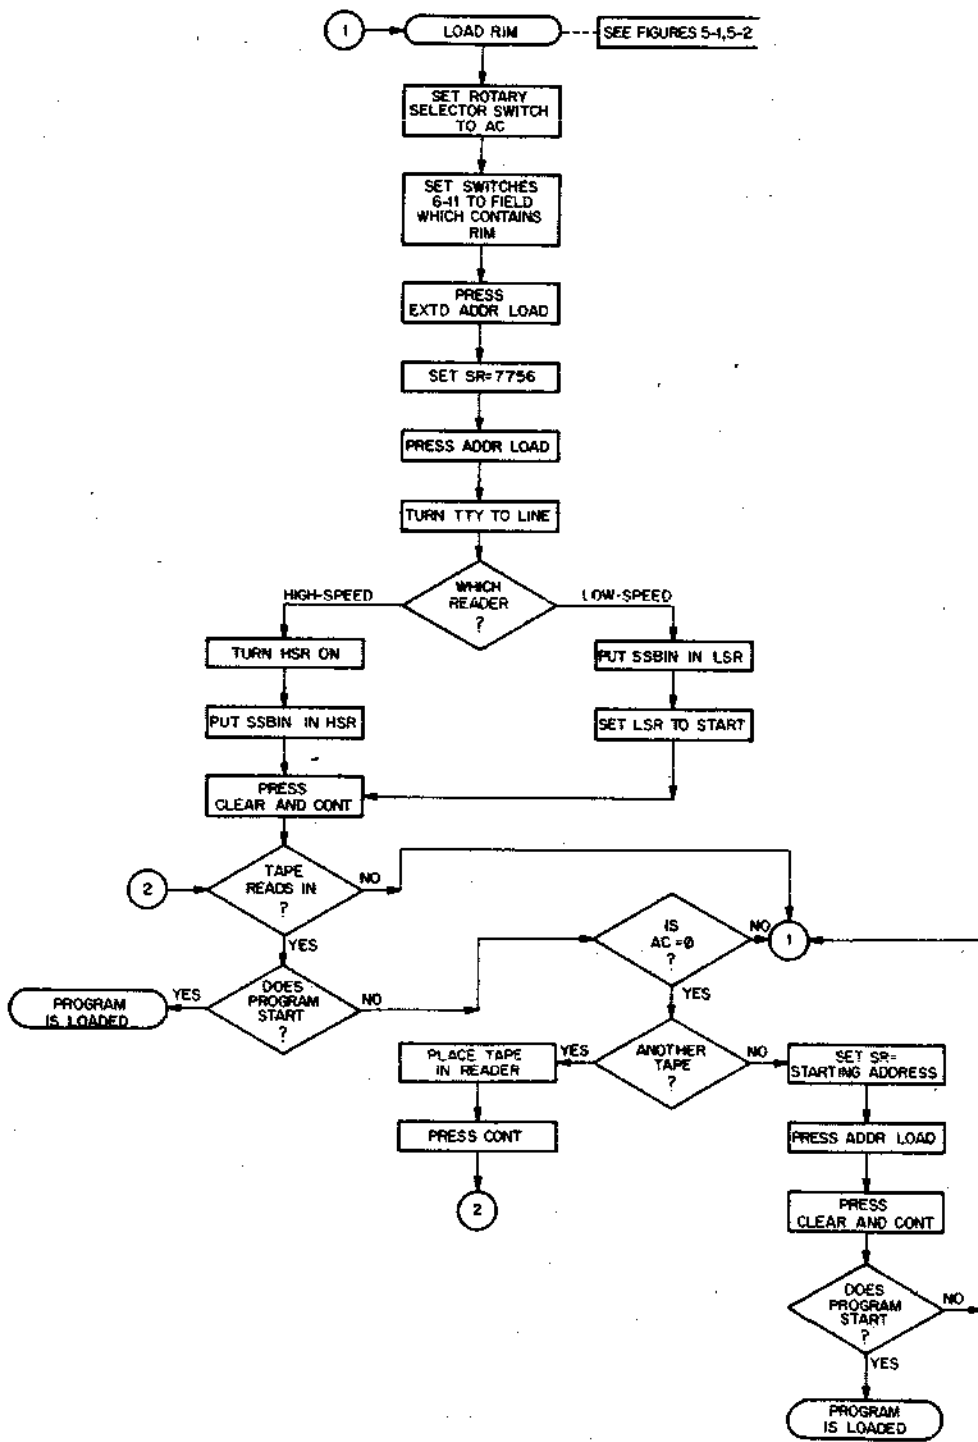 1
LOAD RIM
SEE FIGURES 5-1,5-2
SET ROTARY
SELECTOR SWITCH
TO AC
SET SWITCHES
6-11 TO FIELD
WHICH CONTAINS
RIM
PRESS
EXTD ADDR LOAD
SET SR=7756
PRESS ADDR LOAD
TURN TTY TO LINE
WHICH
READER
?
HIGH-SPEED
LOW-SPEED
TURN HSR ON
PUT SSBIN IN LSR
PUT SSBIN IN HSR
SET LSR TO START
PRESS
CLEAR AND CONT
2
TAPE
READS IN
?
NO
YES
IS
AC=0
?
NO
1
YES
DOES
PROGRAM
START
?
YES
NO
PROGRAM
IS LOADED
ANOTHER
TAPE
?
YES
NO
PLACE TAPE
IN READER
SET SR=
STARTING ADDRESS
PRESS CONT
PRESS ADDR LOAD
2
PRESS
CLEAR AND CONT
DOES
PROGRAM
START
?
NO
YES
PROGRAM
IS LOADED